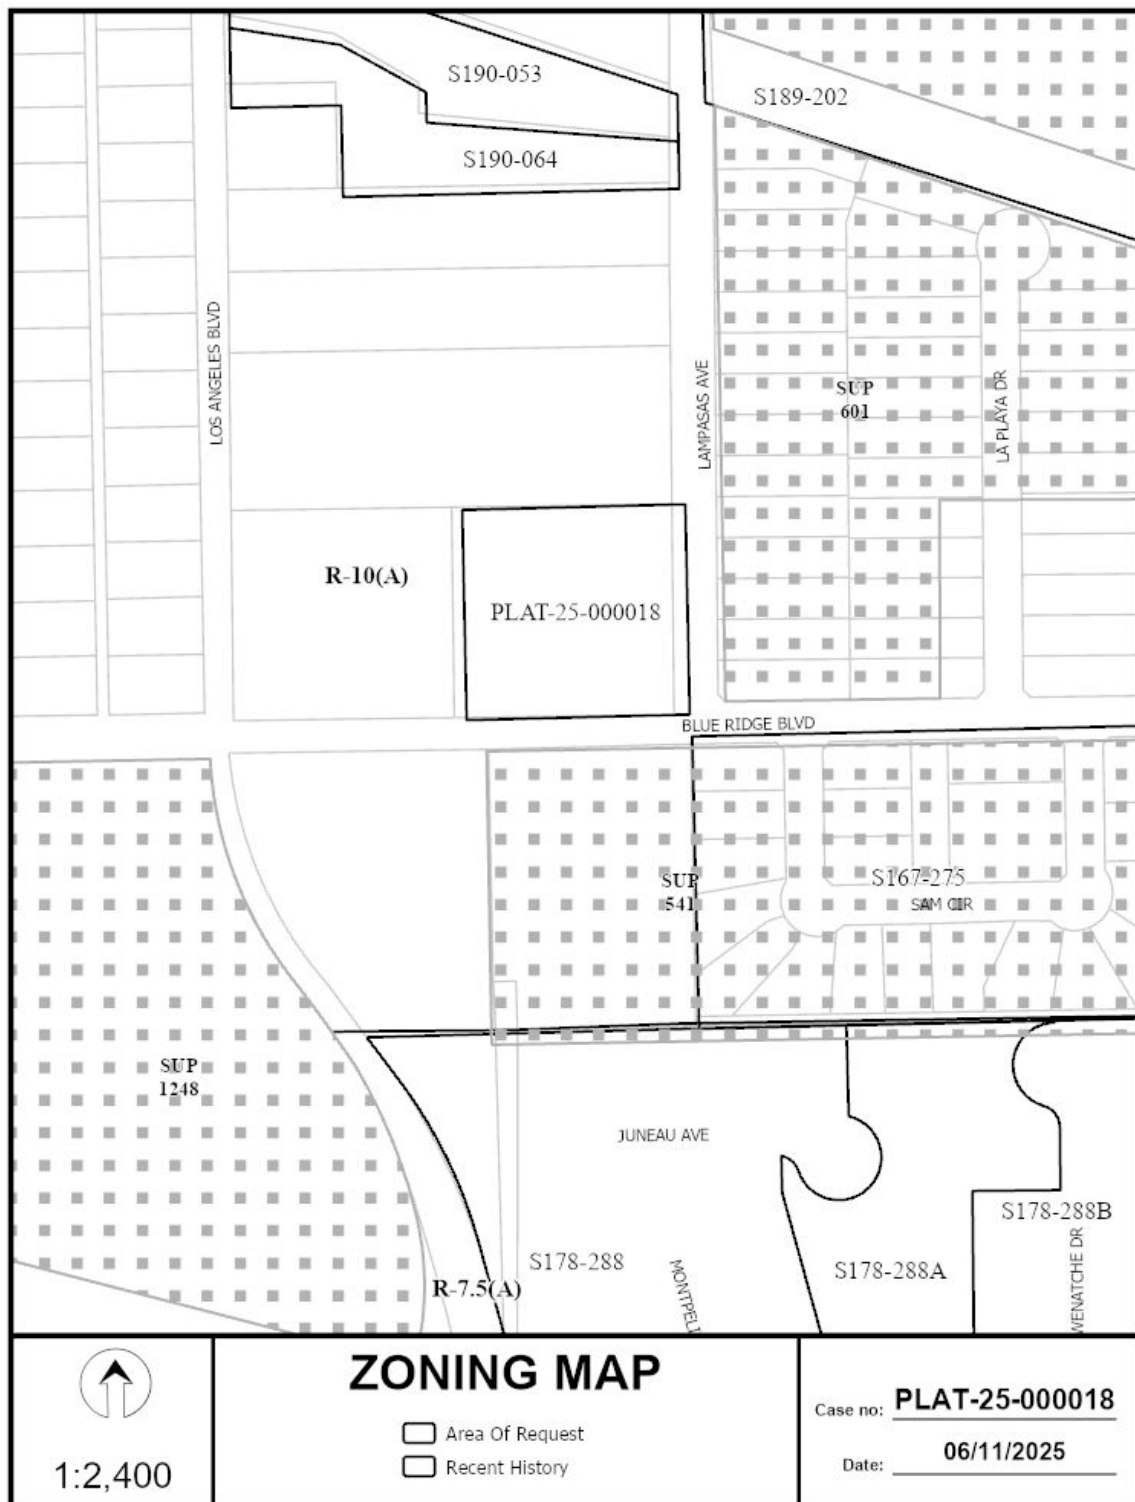 S190-053
S189-202
S190-064
LOS ANGELES BLVD
LAMPASAS AVE
SUP
601
LA PLAYA DR
R-10(A)
PLAT-25-000018
BLUE RIDGE BLVD
SUP
541
S167-275
SAM CIR
SUP
1248
JUNEAU AVE
S178-288B
S178-288
S178-288A
MONTPELI
WENATCHE DR
R-7.5(A)
1:2,400
ZONING MAP
Area Of Request
Recent History
Case no: PLAT-25-000018
Date: 06/11/2025